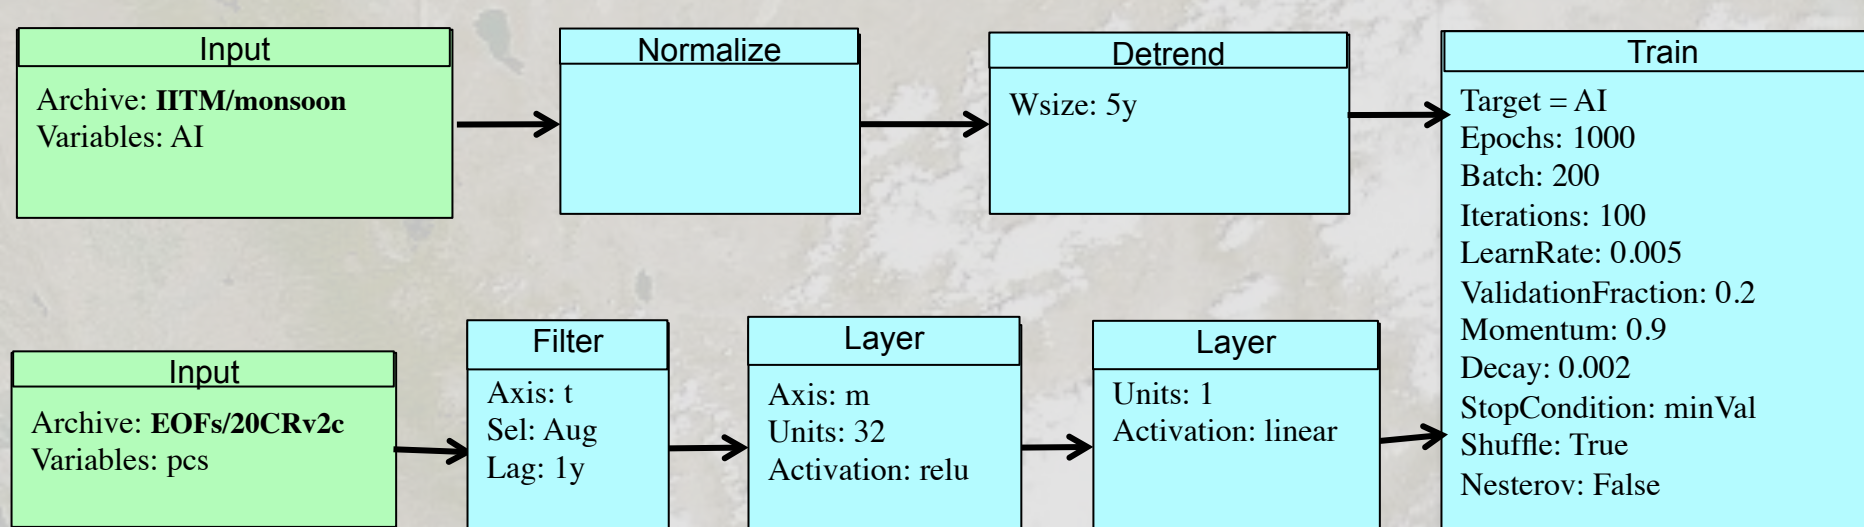 Input
Archive: IITM/monsoon
Variables: AI
Normalize
Detrend
Wsize: 5y
Train
Target = AI
Epochs: 1000
Batch: 200
Iterations: 100
LearnRate: 0.005
ValidationFraction: 0.2
Momentum: 0.9
Decay: 0.002
StopCondition: minVal
Shuffle: True
Nesterov: False
Input
Archive: EOFs/20CRv2c
Variables: pcs
Filter
Axis: t
Sel: Aug
Lag: 1y
Layer
Axis: m
Units: 32
Activation: relu
Layer
Units: 1
Activation: linear